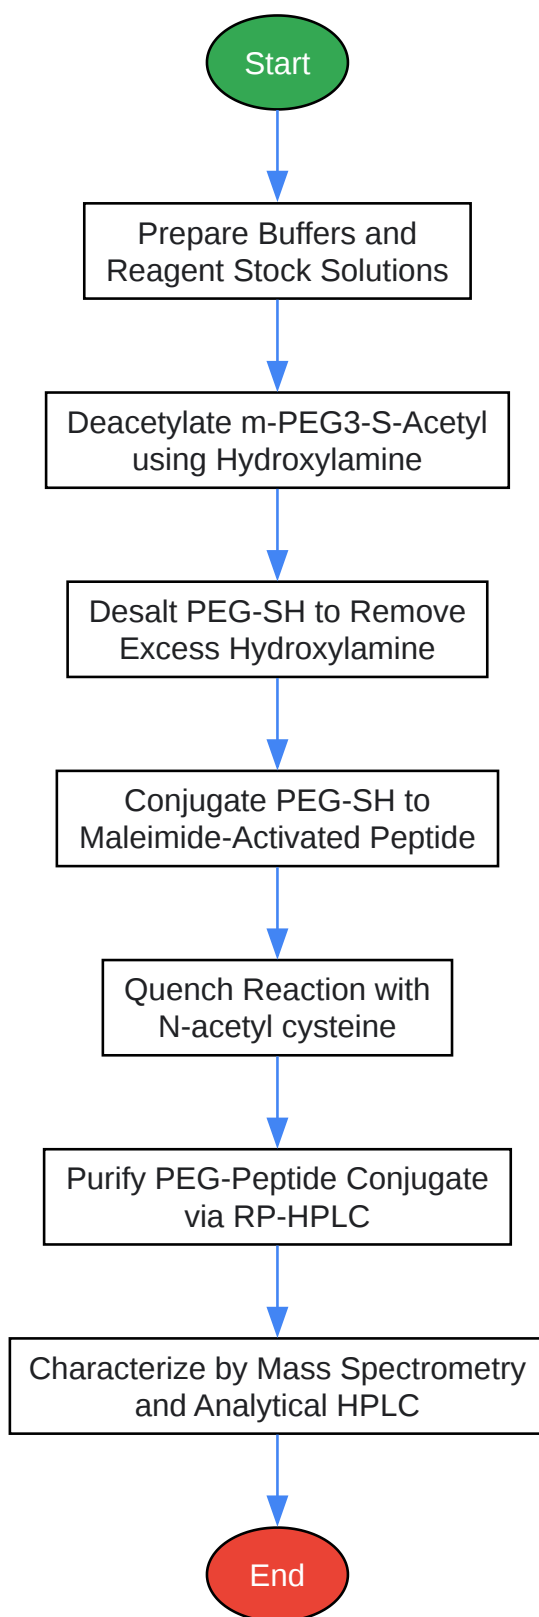 Start
Prepare Buffers and
Reagent Stock Solutions
Deacetylate m-PEG3-S-Acetyl
using Hydroxylamine
Desalt PEG-SH to Remove
Excess Hydroxylamine
Conjugate PEG-SH to
Maleimide-Activated Peptide
Quench Reaction with
N-acetyl cysteine
Purify PEG-Peptide Conjugate
via RP-HPLC
Characterize by Mass Spectrometry
and Analytical HPLC
End